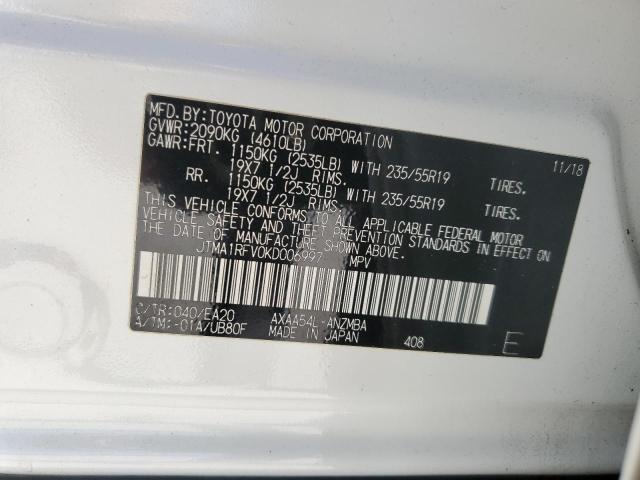 MFD.BY:TOYOTA MOTOR CORPORATION 11/18
GVWR:2090KG (4610LB)
GAWR:FRT. 1150KG (2535LB) WITH 235/55R19 TIRES.
19X7 1/2J RIMS.
RR. 1150KG (2535LB) WITH 235/55R19 TIRES.
19X7 1/2J RIMS.
THIS VEHICLE CONFORMS TO ALL APPLICABLE FEDERAL MOTOR
VEHICLE SAFETY AND THEFT PREVENTION STANDARDS IN EFFECT ON
THE DATE OF MANUFACTURE SHOWN ABOVE.
JTMA1RFV0KD006997 MPV
C/TR:040/EA20 AXAA54L-ANZMBA
A/TM:-01A/UB80F MADE IN JAPAN 408 E